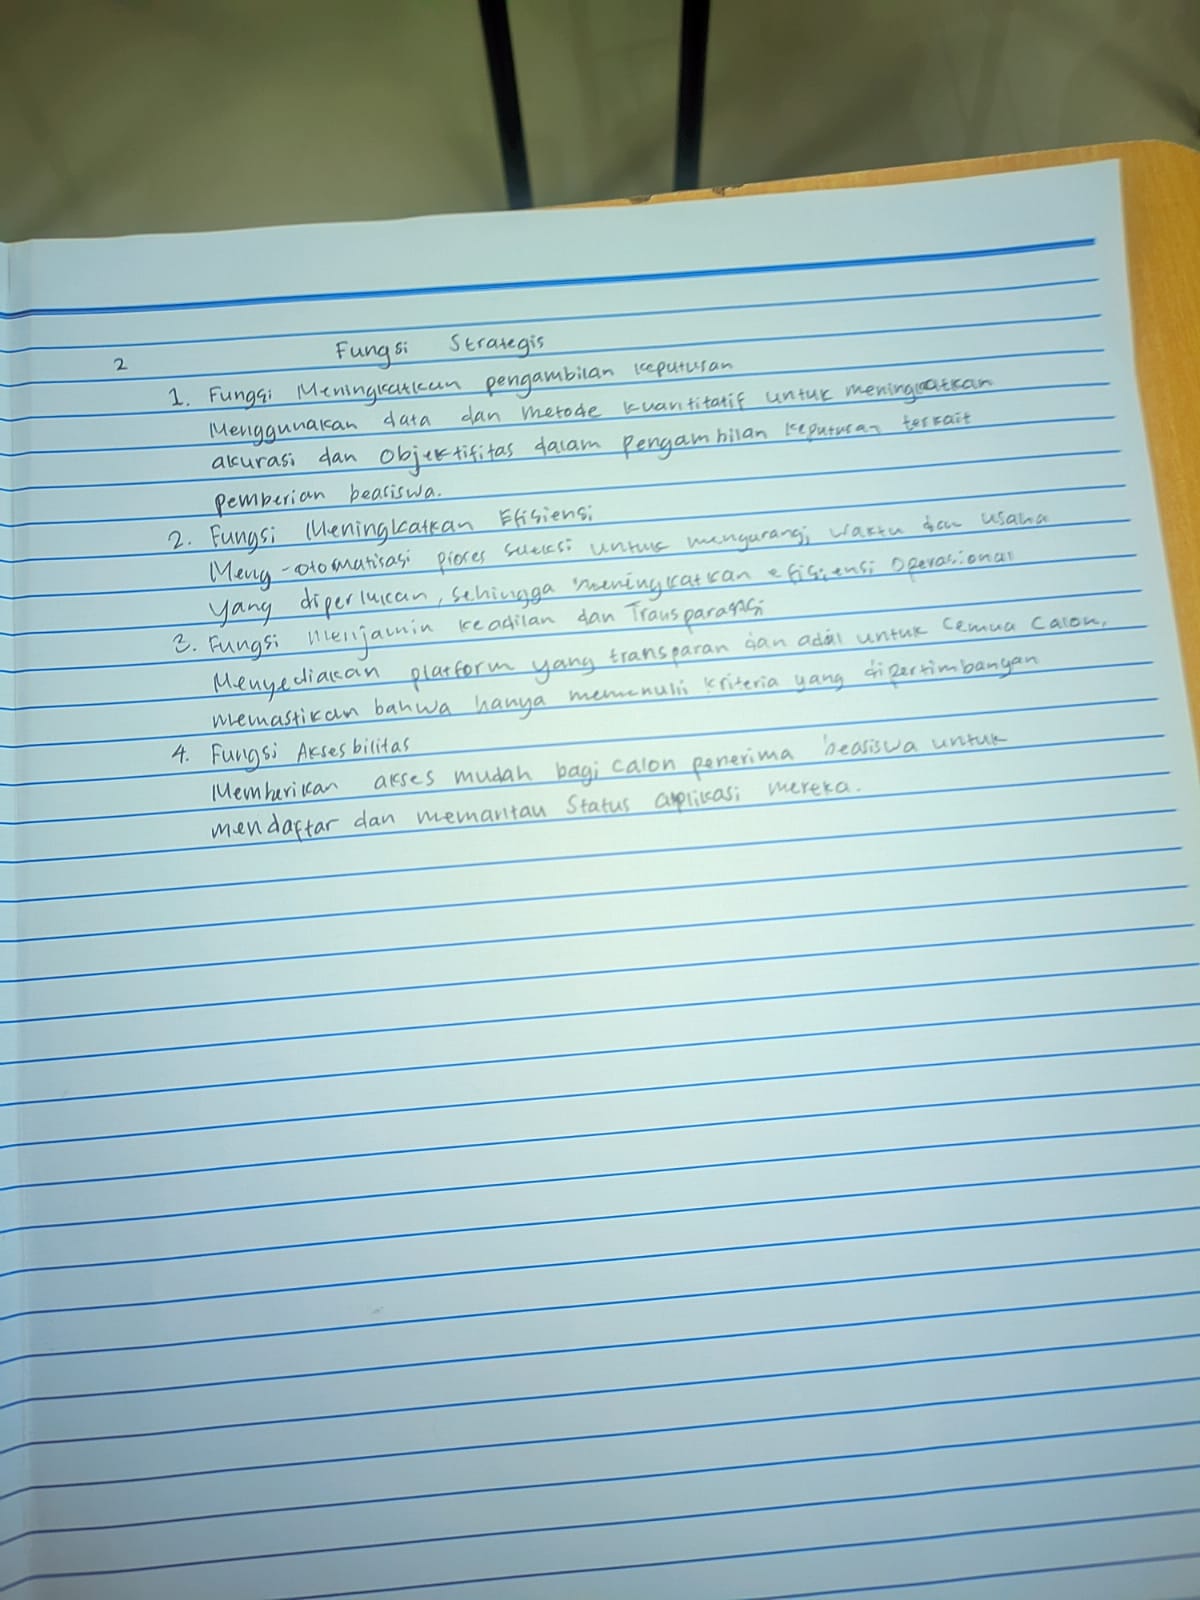 2 Fungsi Strategis
1. Fungsi Meningkatkan pengambilan keputusan
Menggunakan data dan metode kuantitatif untuk meningkatkan
akurasi dan Objektifitas dalam pengambilan keputusan terkait
pemberian beasiswa.
2. Fungsi Meningkatkan Efisiensi
Meng-otomatisasi proses seleksi untuk mengurangi waktu dan usaha
yang diperlukan, sehingga meningkatkan efisiensi operasional
3. Fungsi Menjamin keadilan dan Transparansi
Menyediakan platform yang transparan dan adil untuk Cemua Calon,
memastikan bahwa hanya memenuhi kriteria yang dipertimbangan
4. Fungsi Aksesbilitas
Memberikan akses mudah bagi calon penerima beasiswa untuk
mendaftar dan memantau Status aplikasi mereka.